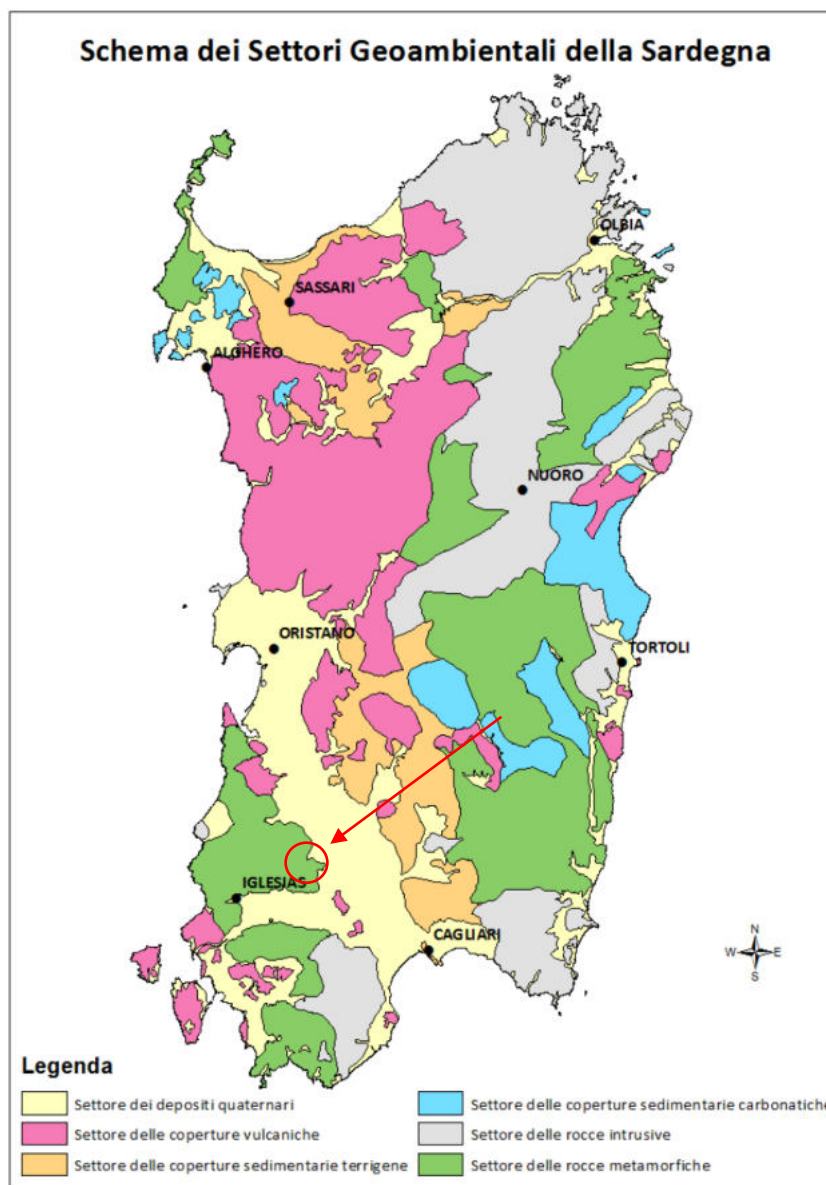 Schema dei Settori Geoambientali della Sardegna
OLBIA
SASSARI
ALGHERO
NUORO
ORISTANO
TORTOLI
IGLESIAS
CAGLIARI
N
W E
S
Legenda
Settore dei depositi quaternari
Settore delle coperture vulcaniche
Settore delle coperture sedimentarie terrigene
Settore delle coperture sedimentarie carbonatiche
Settore delle rocce intrusive
Settore delle rocce metamorfiche